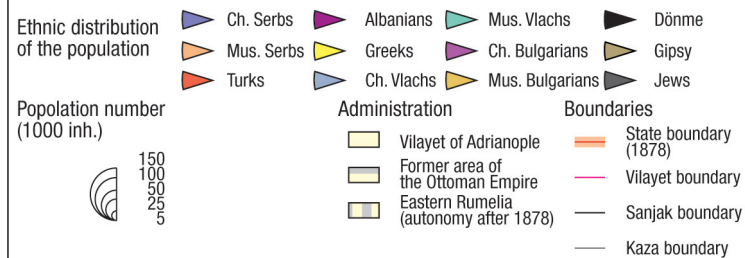 Ethnic distribution
of the population
Ch. Serbs
Mus. Serbs
Turks
Albanians
Greeks
Ch. Vlachs
Mus. Vlachs
Ch. Bulgarians
Mus. Bulgarians
Dönme
Gipsy
Jews
Popolation number
(1000 inh.)
150
100
50
25
5
Administration
Vilayet of Adrianople
Former area of
the Ottoman Empire
Eastern Rumelia
(autonomy after 1878)
Boundaries
State boundary
(1878)
Vilayet boundary
Sanjak boundary
Kaza boundary